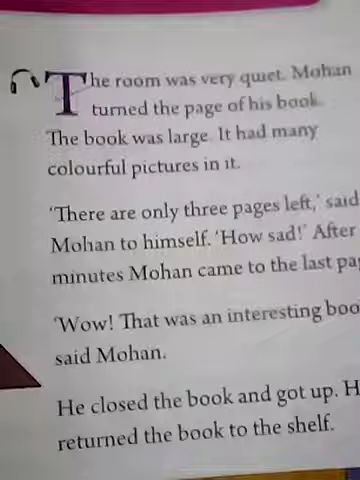 The room was very quiet. Mohan
turned the page of his book.
The book was large. It had many
colourful pictures in it.
'There are only three pages left,' said
Mohan to himself. 'How sad!' After
minutes Mohan came to the last
'Wow! That was an interesting
said Mohan.
He closed the book and got up.
returned the book to the shelf.